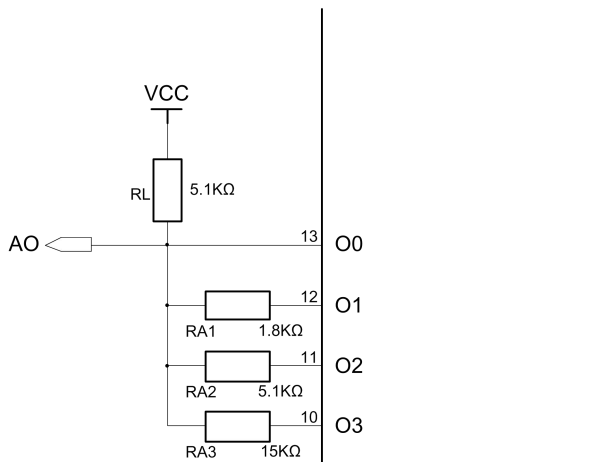 VCC
RL 5.1KΩ
AO 13 O0
12 O1
RA1 1.8KΩ
11 O2
RA2 5.1KΩ
10 O3
RA3 15KΩ